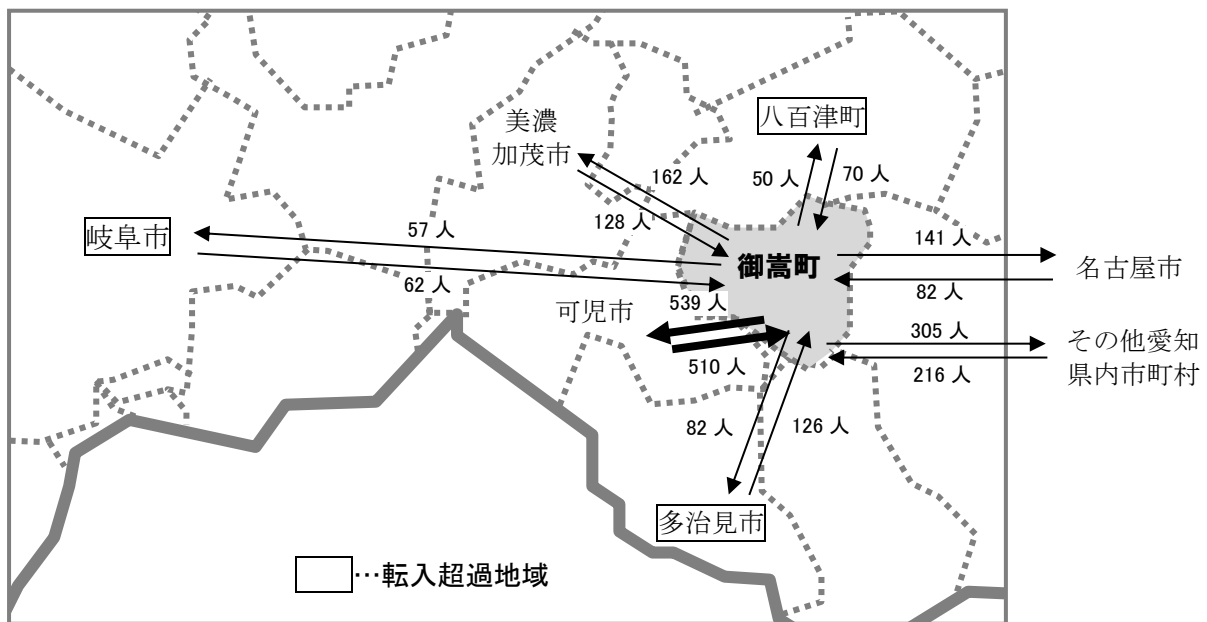 八百津町
美濃
加茂市
162 人
50 人
70 人
128 人
岐阜市
57 人
62 人
御嵩町
141 人
名古屋市
82 人
539 人
可児市
510 人
305 人
その他愛知
県内市町村
216 人
82 人
126 人
多治見市
…転入超過地域